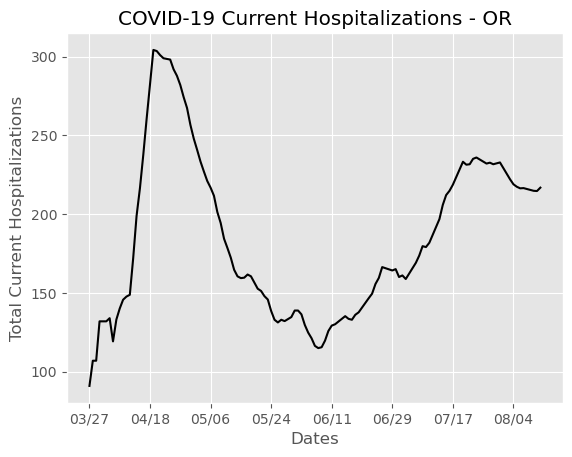 COVID-19 Current Hospitalizations - OR
Total Current Hospitalizations
300
250
200
150
100
03/27 04/18 05/06 05/24 06/11 06/29 07/17 08/04
Dates